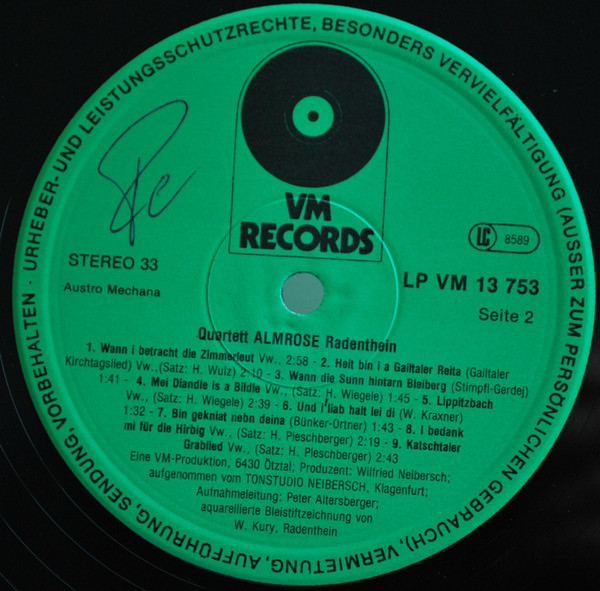 URHEBER- UND LEISTUNGSSCHUTZRECHTE, BESONDERS VERVIELFÄLTIGUNG (AUSSER ZUM PERSÖNLICHEN GEBRAUCH), VERMIETUNG, AUFFÜHRUNG, SENDUNG, VORBEHALTEN ·
VM
RECORDS
STEREO 33
Austro Mechana
LC 8589
LP VM 13 753
Seite 2
Quartett ALMROSE Radenthein
1. Wann i betracht die Zimmerleut Vw., 2:58 - 2. Heit bin i a Gailtaler Reita (Gailtaler
Kirchtagslied) Vw.,(Satz: H. Wulz) 2:10 - 3. Wann die Sunn hintarn Bleiberg (Stimpfl-Gerdej)
1:41 - 4. Mei Diandle is a Bildle Vw., (Satz: H. Wiegele) 1:45 - 5. Lippitzbach
Vw., (Satz: H. Wiegele) 2:39 - 6. Und i liab halt lei di (W. Kraxner)
1:32 - 7. Bin gekniat nebn deina (Bünker-Ortner) 1:43 - 8. I bedank
mi für die Hirbig Vw., (Satz: H. Pleschberger) 2:19 - 9. Katschtaler
Grablied Vw., (Satz: H. Pleschberger) 2:43
Eine VM-Produktion, 6430 Ötztal; Produzent: Wilfried Neibersch;
aufgenommen vom TONSTUDIO NEIBERSCH, Klagenfurt;
Aufnahmeleitung: Peter Altersberger;
aquarellierte Bleistiftzeichnung von
W. Kury, Radenthein